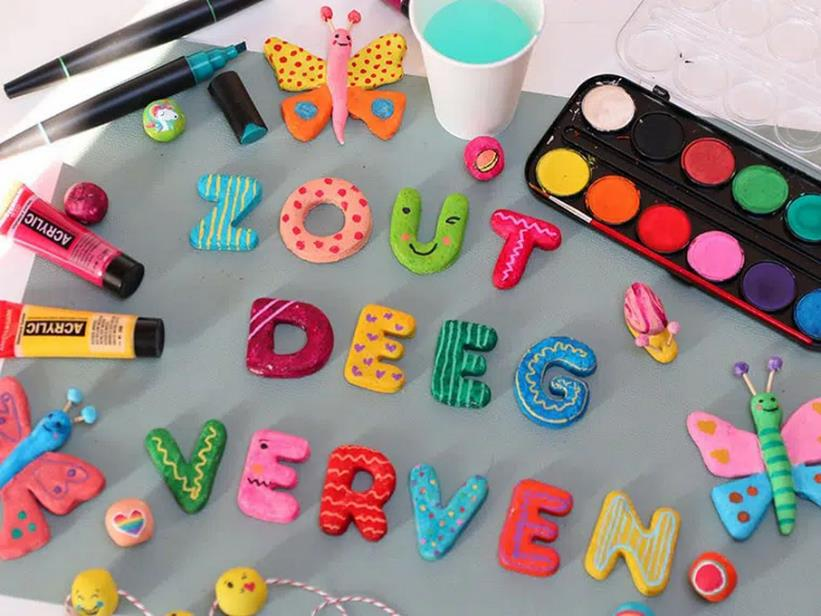 ZOUT
DEEG
VERVEN
ACRYLIC
ACRYLIC